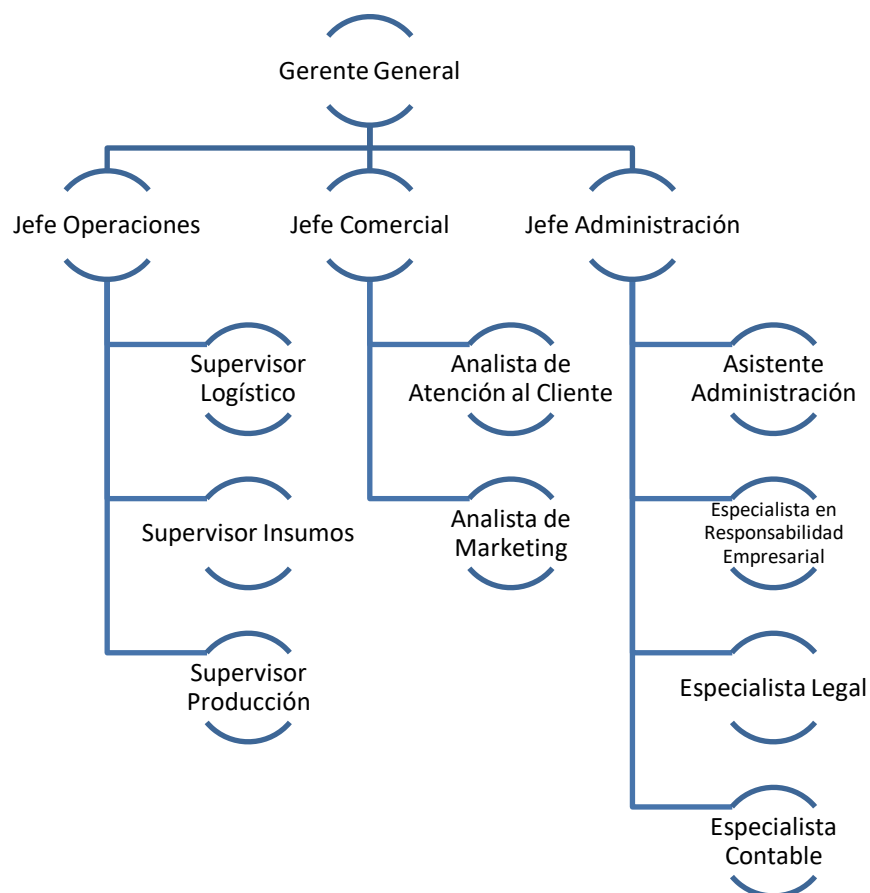 Gerente General
Jefe Operaciones
Jefe Comercial
Jefe Administración
Supervisor
Logístico
Analista de
Atención al Cliente
Asistente
Administración
Supervisor Insumos
Analista de
Marketing
Especialista en
Responsabilidad
Empresarial
Supervisor
Producción
Especialista Legal
Especialista
Contable